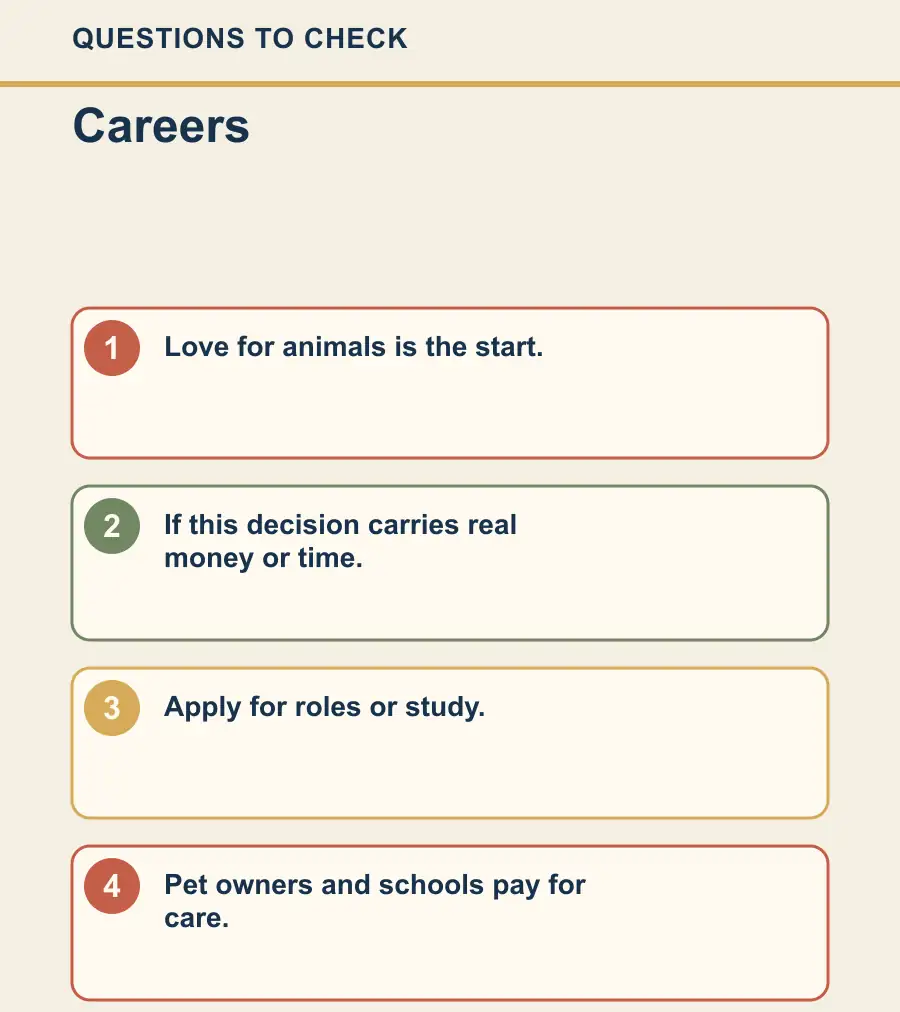 QUESTIONS TO CHECK
Careers
1
Love for animals is the start.
2
If this decision carries real
money or time.
3
Apply for roles or study.
4
Pet owners and schools pay for
care.